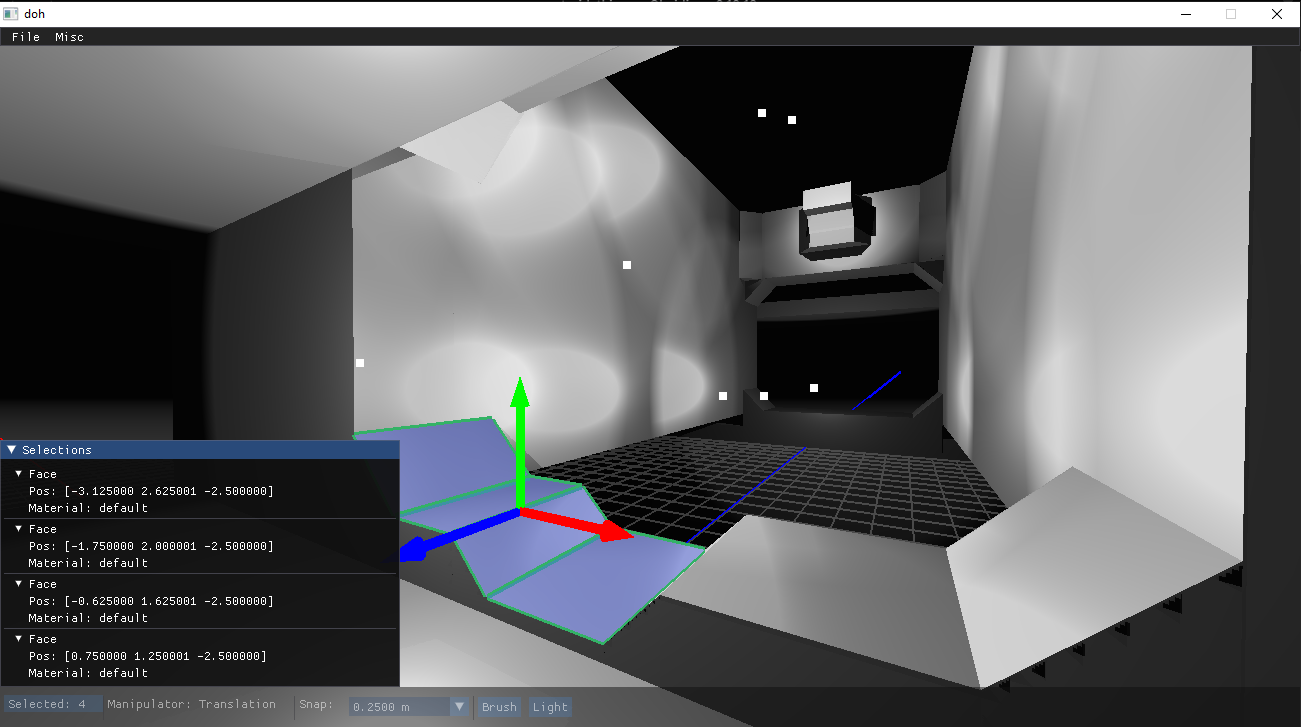 doh
File Misc
Selections
Face
Pos: [-3.125000 2.625001 -2.500000]
Material: default
Face
Pos: [-1.750000 2.000001 -2.500000]
Material: default
Face
Pos: [-0.625000 1.625001 -2.500000]
Material: default
Face
Pos: [0.750000 1.250001 -2.500000]
Material: default
Selected: 4 Manipulator: Translation Snap: 0.2500 m Brush Light